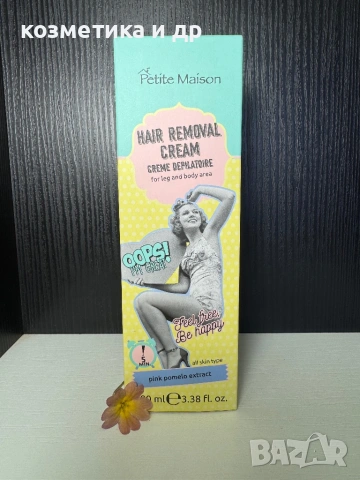 козметика и др
Petite Maison
HAIR REMOVAL
CREAM
CREME DEPILATOIRE
for leg and body area
OOPS!
Feel free,
Be happy
5
MIN
all skin type
pink pomelo extract
ml e 3.38 fl. oz.
BAZAR